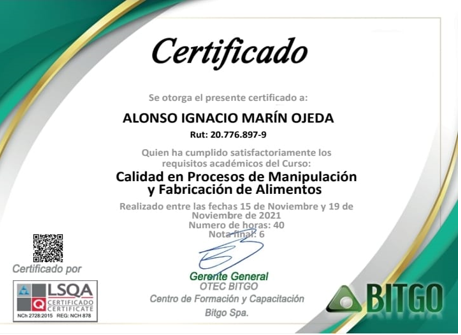 Certificado
Se otorga el presente certificado a:
ALONSO IGNACIO MARÍN OJEDA
Rut: 20.776.897-9
Quien ha cumplido satisfactoriamente los
requisitos académicos del Curso:
Calidad en Procesos de Manipulación
y Fabricación de Alimentos
Realizado entre las fechas 15 de Noviembre y 19 de
Noviembre de 2021
Numero de horas: 40
Nota final: 6
Gerente General
OTEC BITGO
Centro de Formación y Capacitación
Bitgo Spa.
Certificado por
LSQA
Q CERTIFICADO
CERTIFICATE
NCh 2728:2015 REG: NCH 878
BITGO